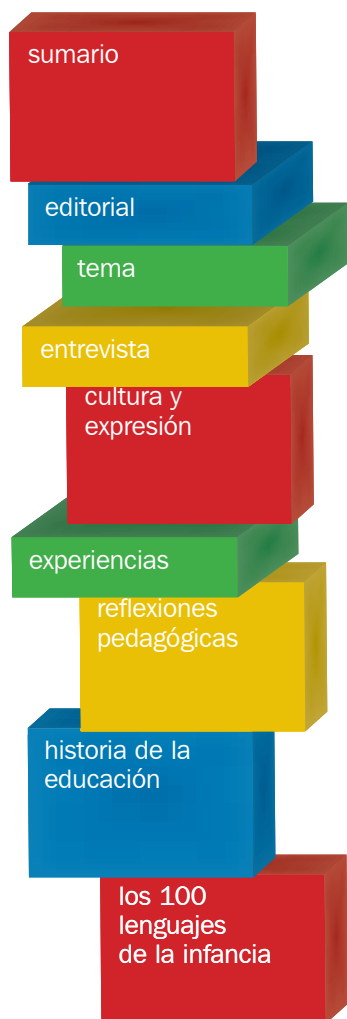 sumario
editorial
tema
entrevista
cultura y
expresión
experiencias
reflexiones
pedagógicas
historia de la
educación
los 100
lenguajes
de la infancia